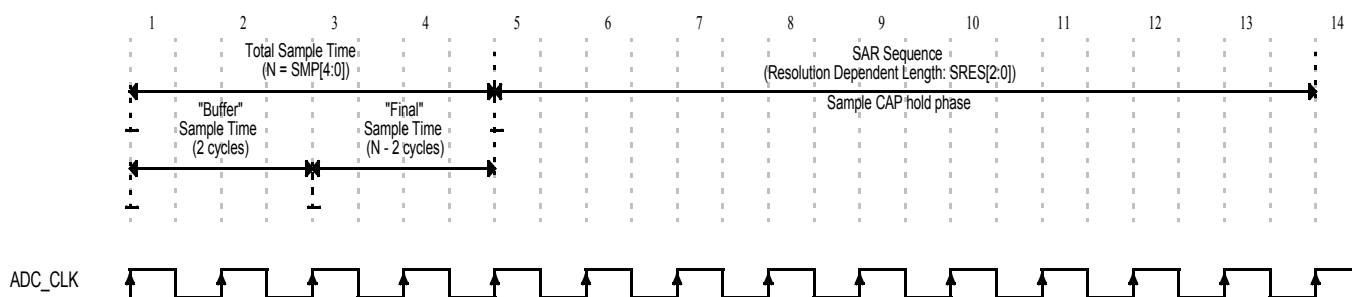 1 2 3 4 5 6 7 8 9 10 11 12 13 14
Total Sample Time
(N = SMP[4:0])
SAR Sequence
(Resolution Dependent Length: SRES[2:0])
Sample CAP hold phase
"Buffer"
Sample Time
(2 cycles)
"Final"
Sample Time
(N - 2 cycles)
ADC_CLK